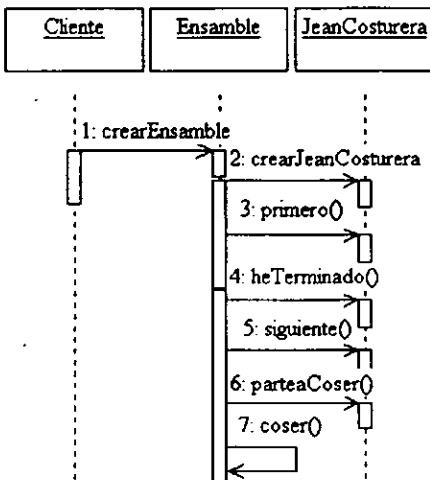 Cliente
Ensamble
JeanCosturera
1: crearEnsamble
2: crearJeanCosturera
3: primero()
4: heTerminado()
5: siguiente()
6: parteaCoser()
7: coser()